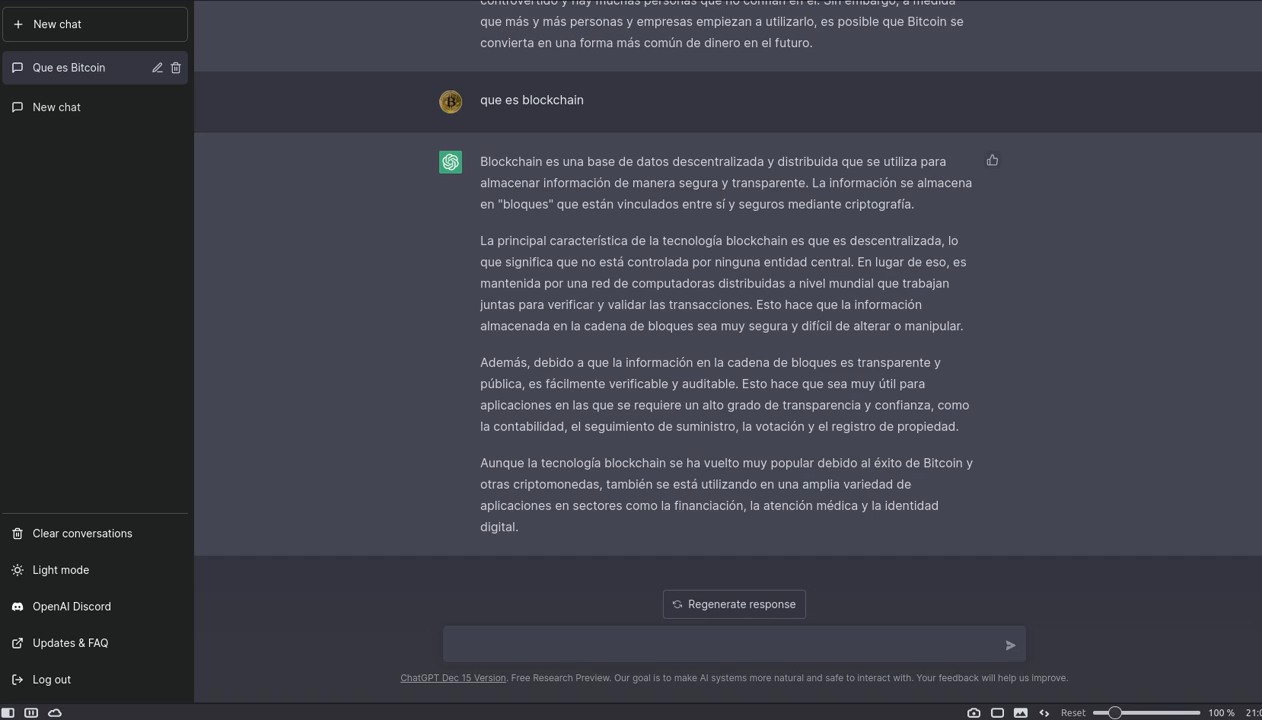 New chat
Que es Bitcoin
New chat
Clear conversations
Light mode
OpenAI Discord
Updates & FAQ
Log out
controvertido y hay muchas personas que no confían en él. Sin embargo, a medida
que más y más personas y empresas empiezan a utilizarlo, es posible que Bitcoin se
convierta en una forma más común de dinero en el futuro.
que es blockchain
Blockchain es una base de datos descentralizada y distribuida que se utiliza para
almacenar información de manera segura y transparente. La información se almacena
en "bloques" que están vinculados entre sí y seguros mediante criptografía.
La principal característica de la tecnología blockchain es que es descentralizada, lo
que significa que no está controlada por ninguna entidad central. En lugar de eso, es
mantenida por una red de computadoras distribuidas a nivel mundial que trabajan
juntas para verificar y validar las transacciones. Esto hace que la información
almacenada en la cadena de bloques sea muy segura y difícil de alterar o manipular.
Además, debido a que la información en la cadena de bloques es transparente y
pública, es fácilmente verificable y auditable. Esto hace que sea muy útil para
aplicaciones en las que se requiere un alto grado de transparencia y confianza, como
la contabilidad, el seguimiento de suministro, la votación y el registro de propiedad.
Aunque la tecnología blockchain se ha vuelto muy popular debido al éxito de Bitcoin y
otras criptomonedas, también se está utilizando en una amplia variedad de
aplicaciones en sectores como la financiación, la atención médica y la identidad
digital.
Regenerate response
ChatGPT Dec 15 Version. Free Research Preview. Our goal is to make AI systems more natural and safe to interact with. Your feedback will help us improve.
Reset 100 %